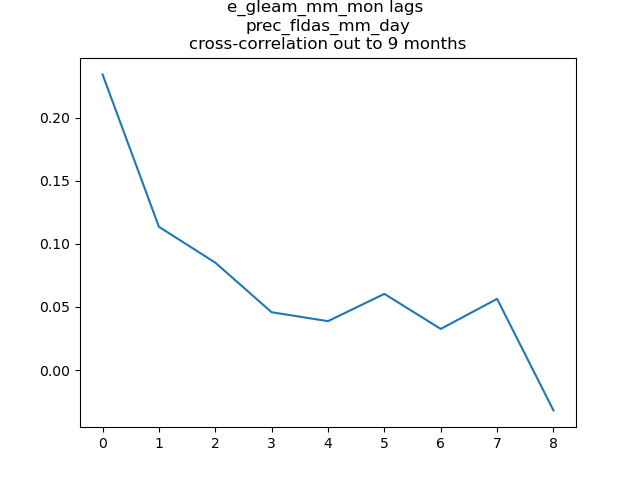 e_gleam_mm_mon lags
prec_fldas_mm_day
cross-correlation out to 9 months
0.20
0.15
0.10
0.05
0.00
0 1 2 3 4 5 6 7 8